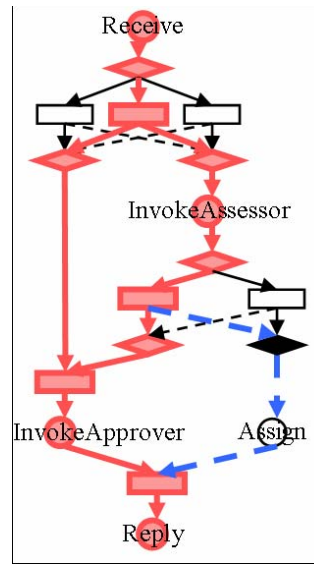 Receive
InvokeAssessor
InvokeApprover
Assign
Reply